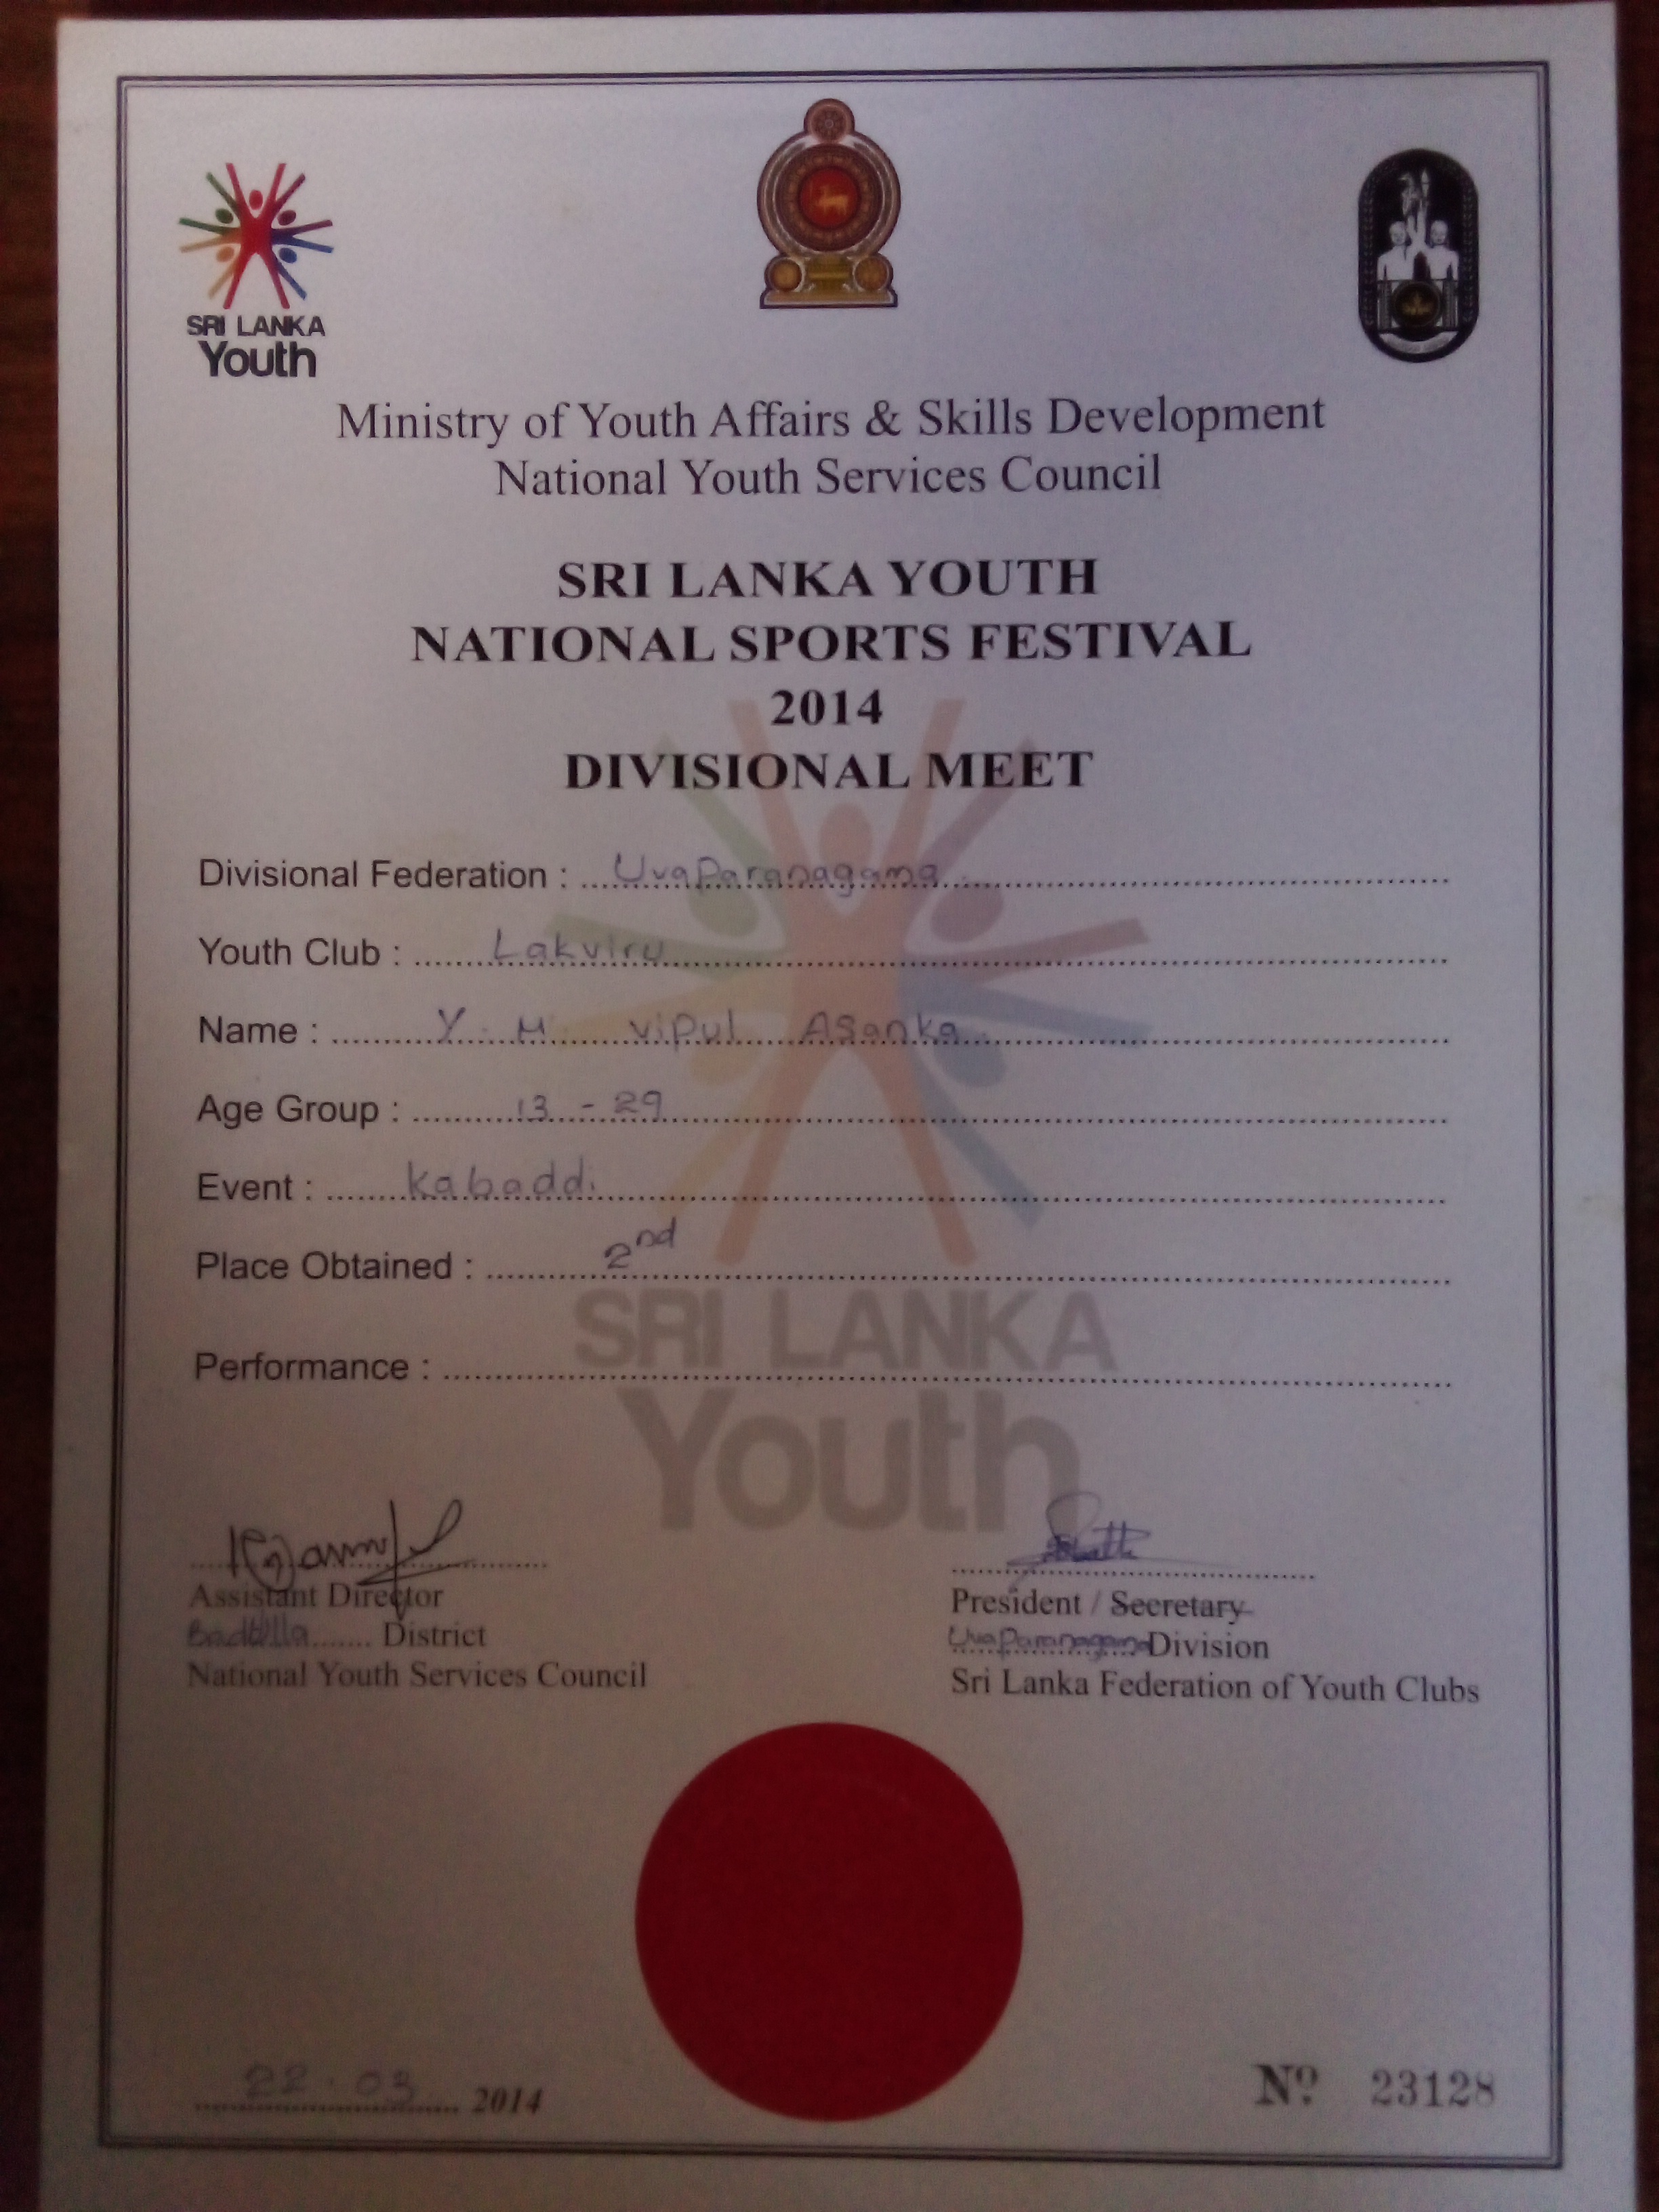 SRI LANKA
Youth
Ministry of Youth Affairs & Skills Development
National Youth Services Council
SRI LANKA YOUTH
NATIONAL SPORTS FESTIVAL
2014
DIVISIONAL MEET
Divisional Federation : Uvaparanagama
Youth Club : Lakviru
Name : Y. M. Vipul Asanka
Age Group : 13 - 29
Event : kabaddi
Place Obtained : 2nd
SRI LANKA
Performance :
Youth
Assistant Director
Badulla District
National Youth Services Council
President / Secretary
Uvaparanagama Division
Sri Lanka Federation of Youth Clubs
22.03 2014
Nº 23128